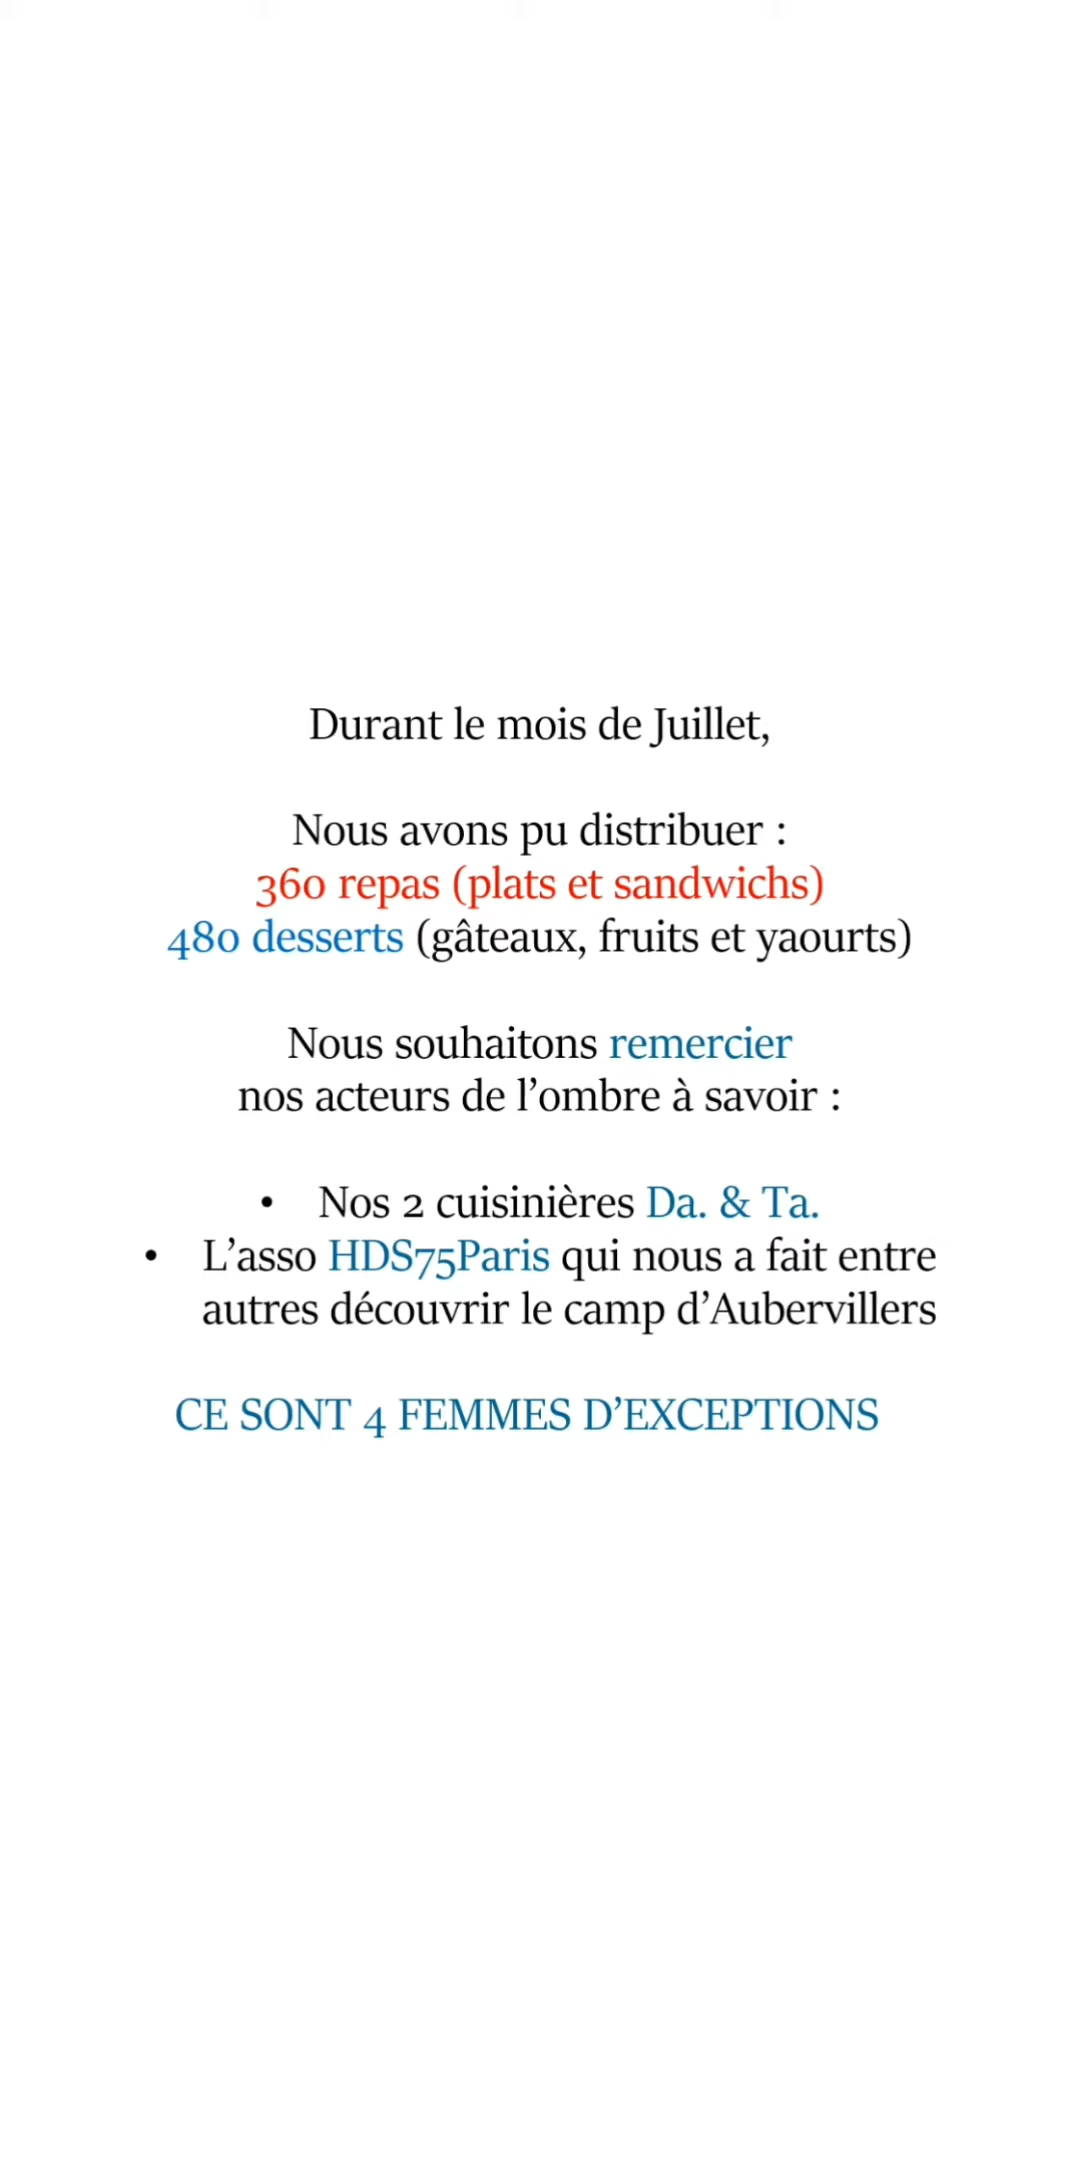 Durant le mois de Juillet,
Nous avons pu distribuer :
360 repas (plats et sandwichs)
480 desserts (gâteaux, fruits et yaourts)
Nous souhaitons remercier
nos acteurs de l’ombre à savoir :
• Nos 2 cuisinières Da. & Ta.
• L’asso HDS75Paris qui nous a fait entre
autres découvrir le camp d’Aubervillers
CE SONT 4 FEMMES D’EXCEPTIONS